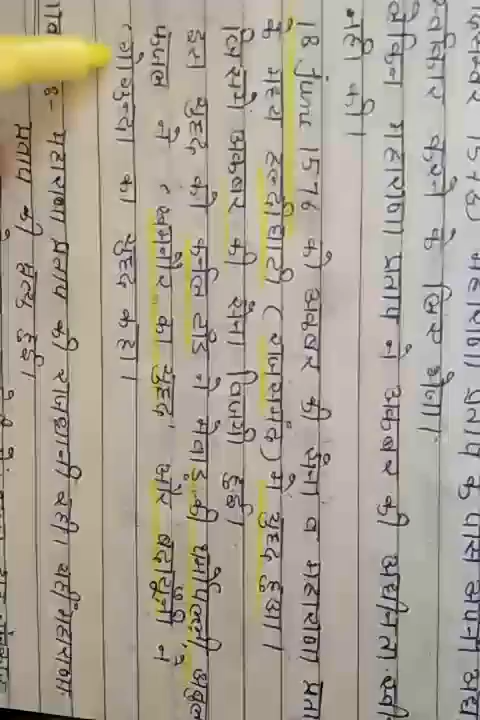 1576) महाराणा प्रताप के पास अपनी अधी
स्वीकार करने के लिए भेजा।
लेकिन महाराणा प्रताप ने अकबर की अधीनता स्वी
नहीं की।
18 June 1576 को अकबर की सेना व महाराणा प्रता
के मध्य हल्दीघाटी (राजसमंद) में युद्ध हुआ।
जिसमें अकबर की सेना विजयी हुई।
इस युद्ध को कर्नल टॉड ने मेवाड़ की थर्मोपल्ली, अबुल
फजल ने 'खमनौर का युद्ध' और बदायूनी ने
'गोगुन्दा का युद्ध कहा।
:- महाराणा प्रताप की राजधानी रही। यहीं महाराणा
प्रताप की मृत्यु हुई।